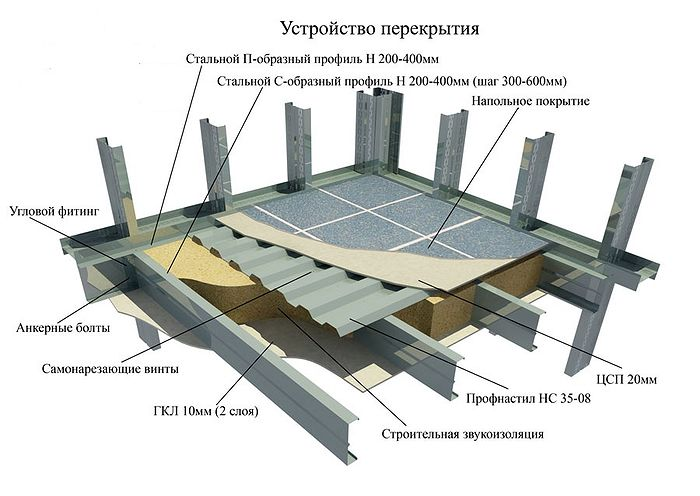 Устройство перекрытия
Стальной П-образный профиль Н 200-400мм
Стальной С-образный профиль Н 200-400мм (шаг 300-600мм)
Напольное покрытие
Угловой фитинг
Анкерные болты
Самонарезающие винты
ГКЛ 10мм (2 слоя)
Строительная звукоизоляция
Профнастил НС 35-08
ЦСП 20мм